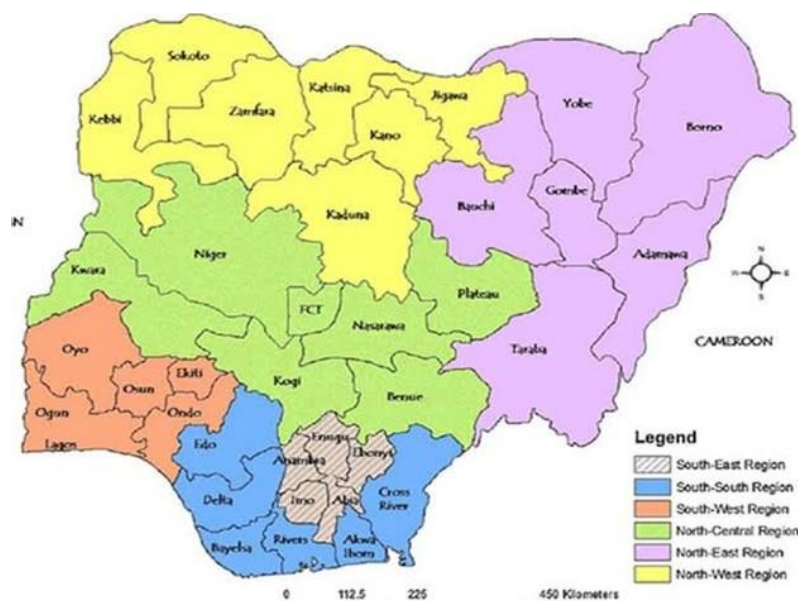 Sokoto
Katsina
Jigawa
Kebbi
Zamfara
Kano
Yobe
Borno
Kaduna
Bauchi
Gombe
Adamawa
Niger
Kwara
FCT
Nasarawa
Plateau
Taraba
N
W E
S
CAMEROON
Oyo
Osun
Ekiti
Kogi
Benue
Ogun
Ondo
Lagos
Edo
Enugu
Ebonyi
Anambra
Imo
Abia
Cross
River
Delta
Bayelsa
Rivers
Akwa
Ibom
Legend
South-East Region
South-South Region
South-West Region
North-Central Region
North-East Region
North-West Region
0 112.5 225 450 Kilometers